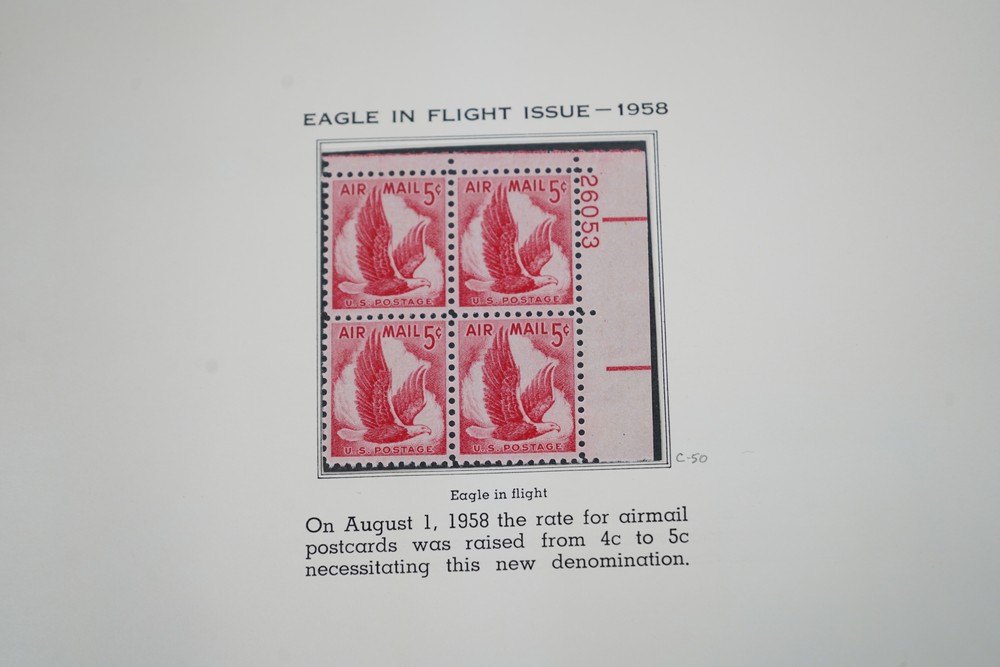 EAGLE IN FLIGHT ISSUE — 1958
AIR MAIL 5¢ AIR MAIL 5¢
26053
U.S. POSTAGE U.S. POSTAGE
AIR MAIL 5¢ AIR MAIL 5¢
U.S. POSTAGE U.S. POSTAGE
C-50
Eagle in flight
On August 1, 1958 the rate for airmail
postcards was raised from 4c to 5c
necessitating this new denomination.